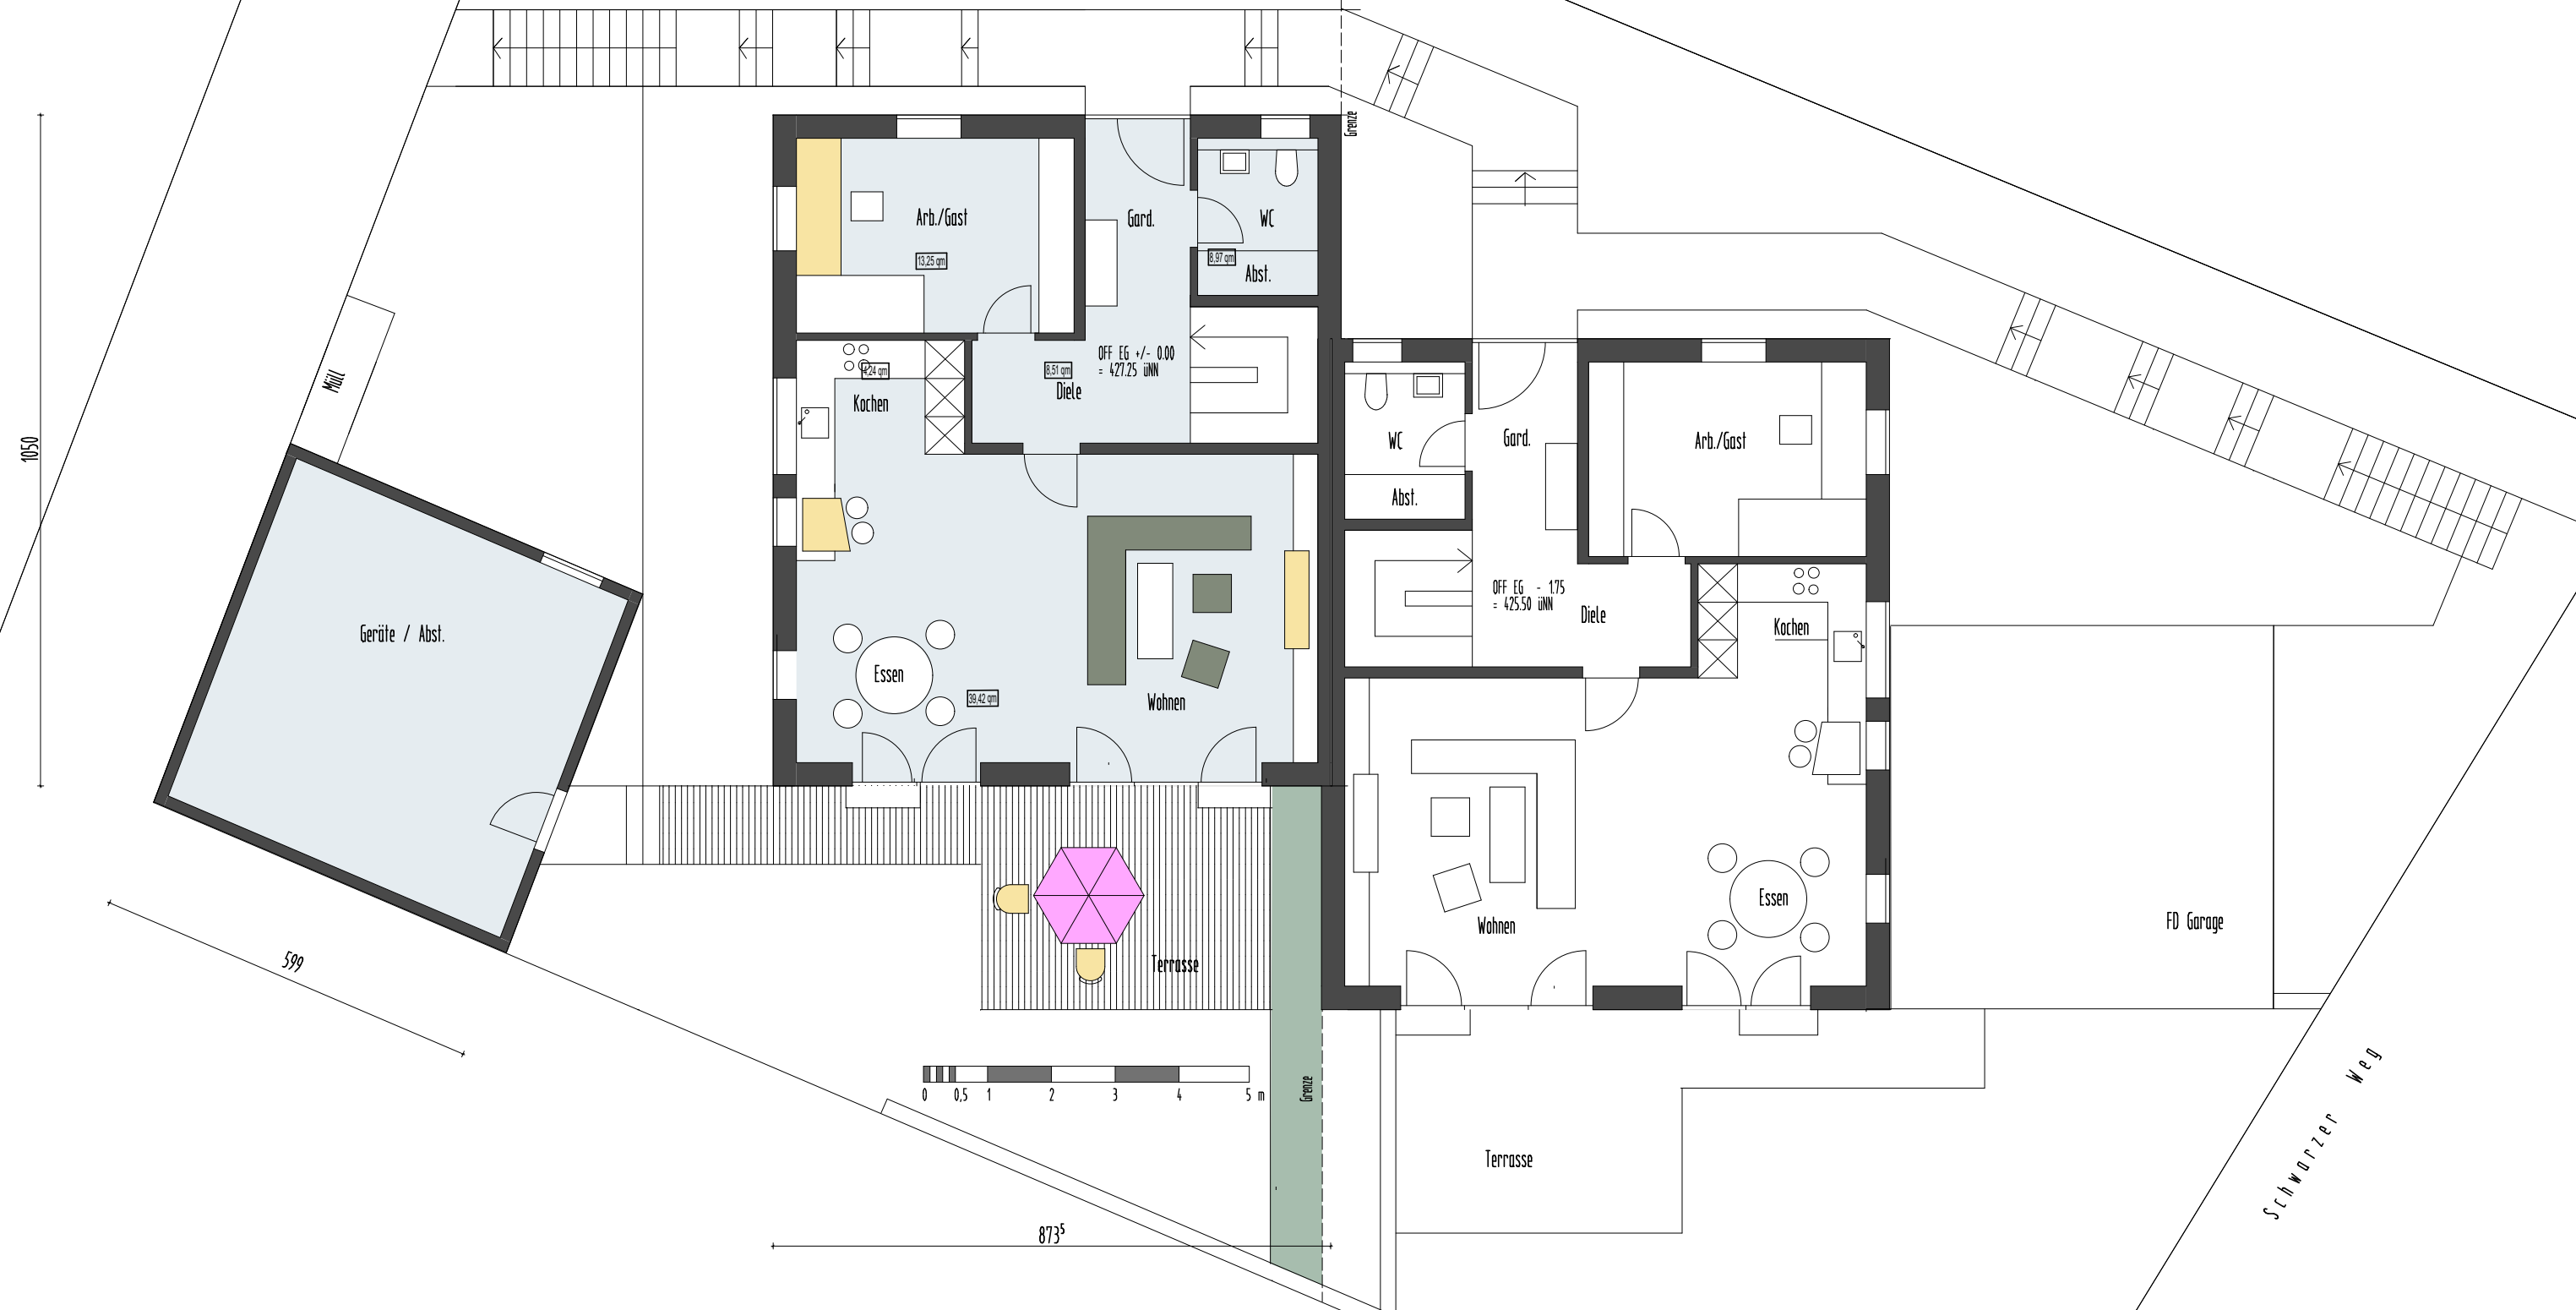 Grenze
Arb./Gast
13,25 qm
Gard.
WC
8,97 qm
Abst.
OFF EG +/- 0.00
= 427.25 üNN
8,51 qm
Diele
4,24 qm
Kochen
Müll
1050
Geräte / Abst.
Essen
39,42 qm
Wohnen
599
Terrasse
0 0,5 1 2 3 4 5 m
Grenze
873⁵
WC
Gard.
Arb./Gast
Abst.
OFF EG - 1.75
= 425.50 üNN
Diele
Kochen
Essen
Wohnen
FD Garage
Terrasse
Schwarzer Weg